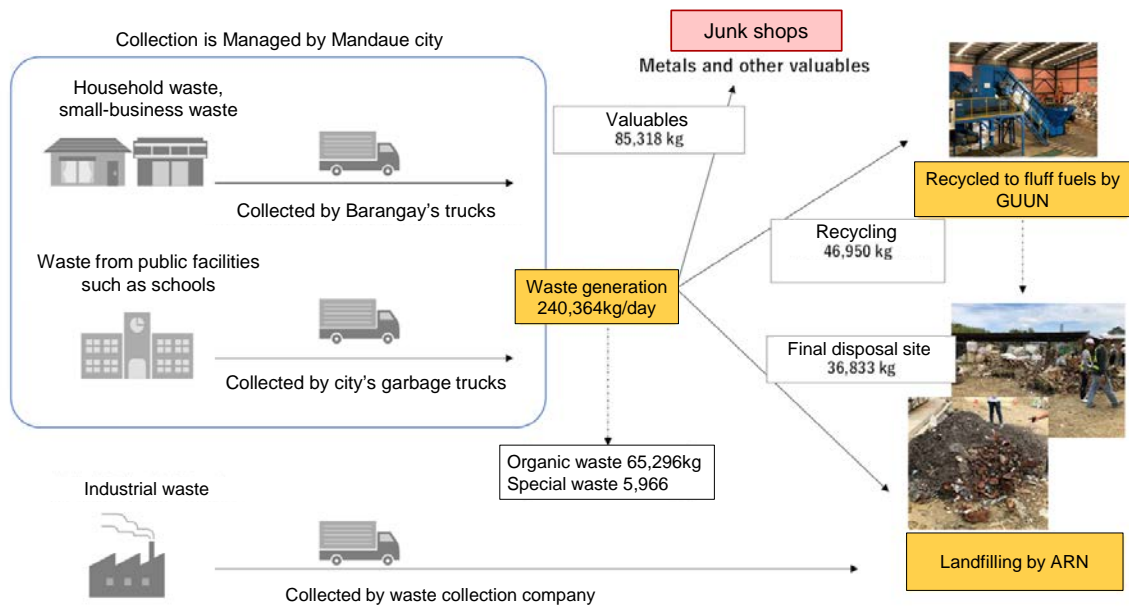 Collection is Managed by Mandaue city
Household waste,
small-business waste
Collected by Barangay's trucks
Waste from public facilities
such as schools
Collected by city's garbage trucks
Industrial waste
Collected by waste collection company
Waste generation
240,364kg/day
Organic waste 65,296kg
Special waste 5,966
Junk shops
Metals and other valuables
Valuables
85,318 kg
Recycling
46,950 kg
Recycled to fluff fuels by
GUUN
Final disposal site
36,833 kg
Landfilling by ARN